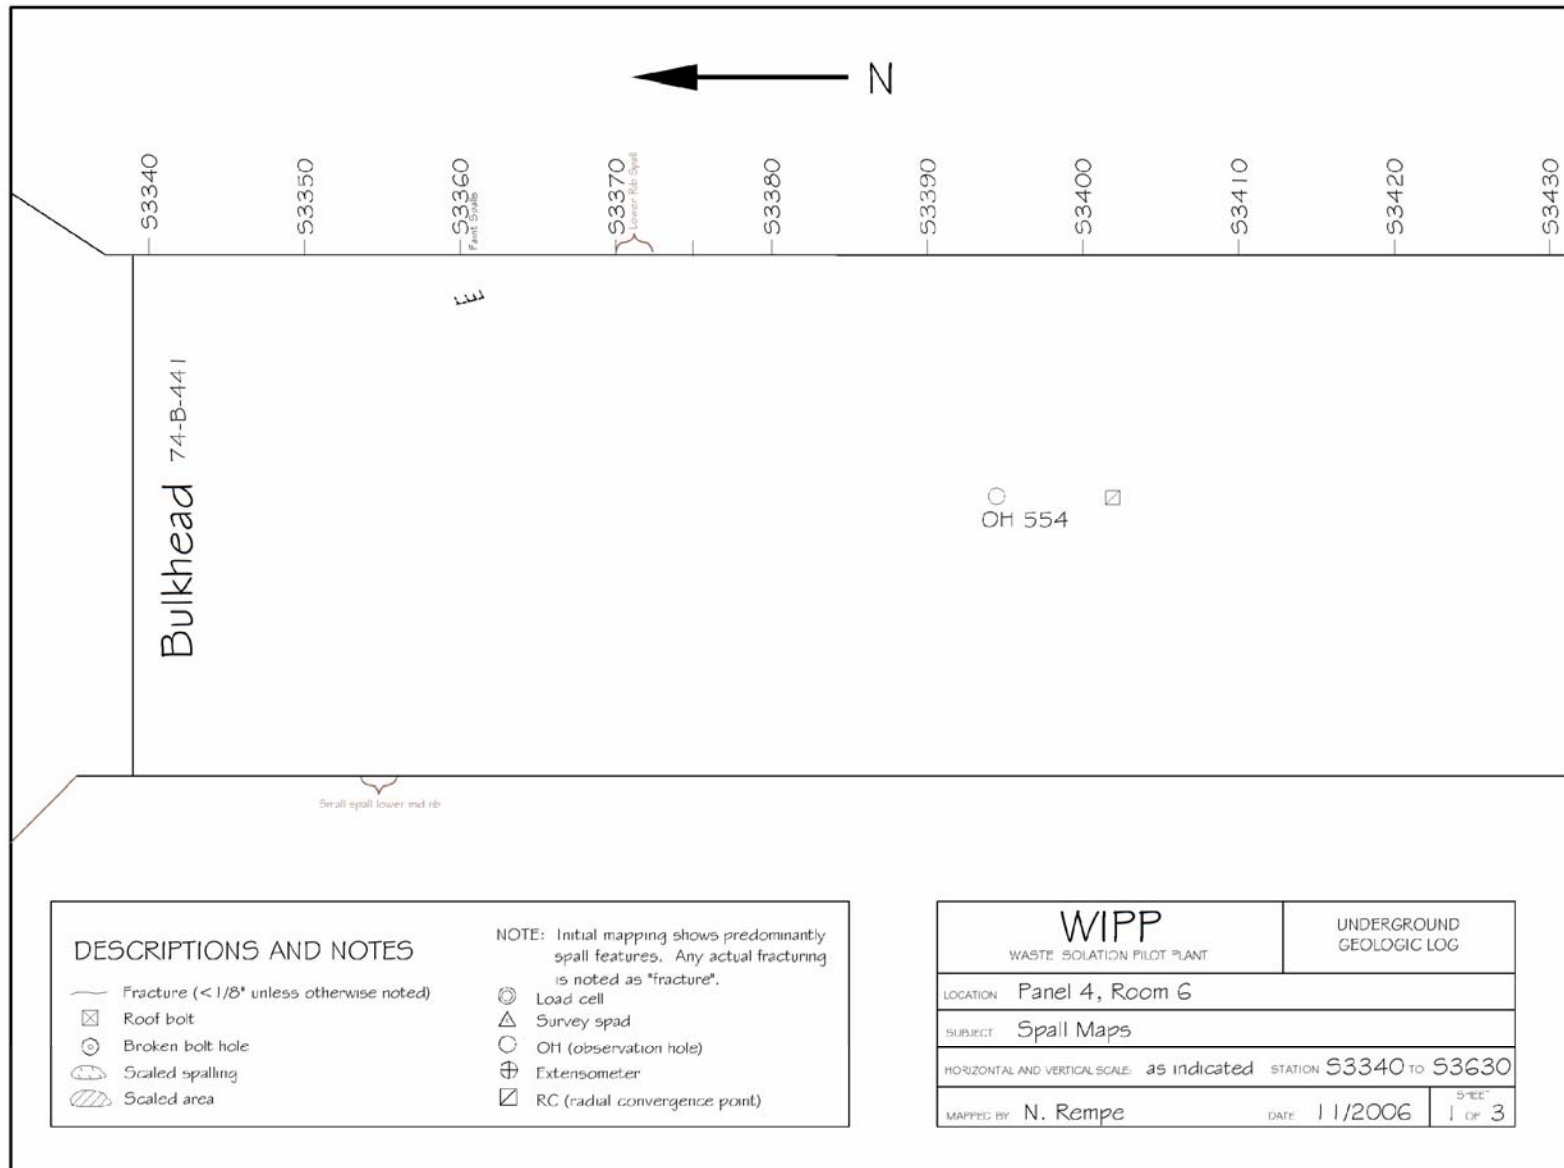 N
S3340
S3350
S3360
Faint Spalls
S3370
Lower Rib Spall
S3380
S3390
S3400
S3410
S3420
S3430
Bulkhead 74-B-441
OH 554
Small spall lower mid rib
DESCRIPTIONS AND NOTES
Fracture (<1/8" unless otherwise noted)
Roof bolt
Broken bolt hole
Scaled spalling
Scaled area
NOTE: Initial mapping shows predominantly
spall features. Any actual fracturing
is noted as "fracture".
Load cell
Survey spad
OH (observation hole)
Extensometer
RC (radial convergence point)
WIPP
WASTE SOLATION PILOT PLANT
UNDERGROUND
GEOLOGIC LOG
LOCATION Panel 4, Room 6
SUBJECT Spall Maps
HORIZONTAL AND VERTICAL SCALE: as indicated STATION S3340 TO S3630
MAPPED BY N. Rempe DATE 11/2006
SHEET
1 OF 3